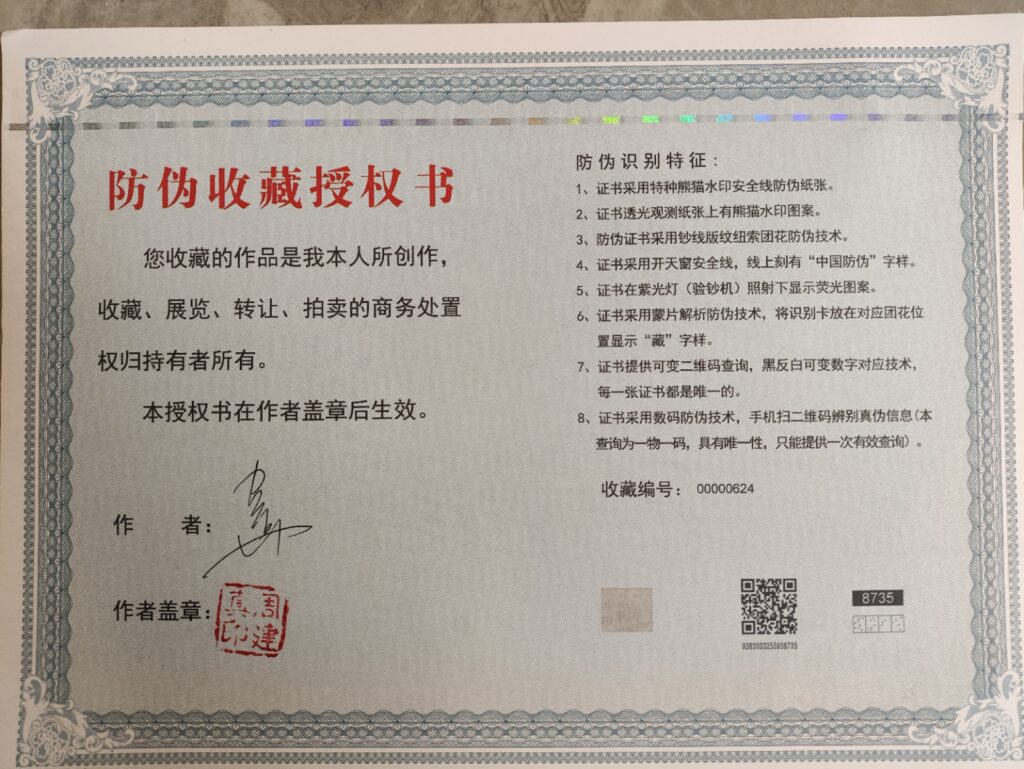 防伪收藏授权书
您收藏的作品是我本人所创作，
收藏、展览、转让、拍卖的商务处置
权归持有者所有。
本授权书在作者盖章后生效。
作 者：
作者盖章：
周建
真印
防伪识别特征：
1、证书采用特种熊猫水印安全线防伪纸张。
2、证书透光观测纸张上有熊猫水印图案。
3、防伪证书采用钞线版纹纽索团花防伪技术。
4、证书采用开天窗安全线，线上刻有“中国防伪”字样。
5、证书在紫光灯（验钞机）照射下显示荧光图案。
6、证书采用蒙片解析防伪技术，将识别卡放在对应团花位
置显示“藏”字样。
7、证书提供可变二维码查询，黑反白可变数字对应技术，
每一张证书都是唯一的。
8、证书采用数码防伪技术，手机扫二维码辨别真伪信息(本
查询为一物一码，具有唯一性，只能提供一次有效查询）。
收藏编号： 00000624
8735